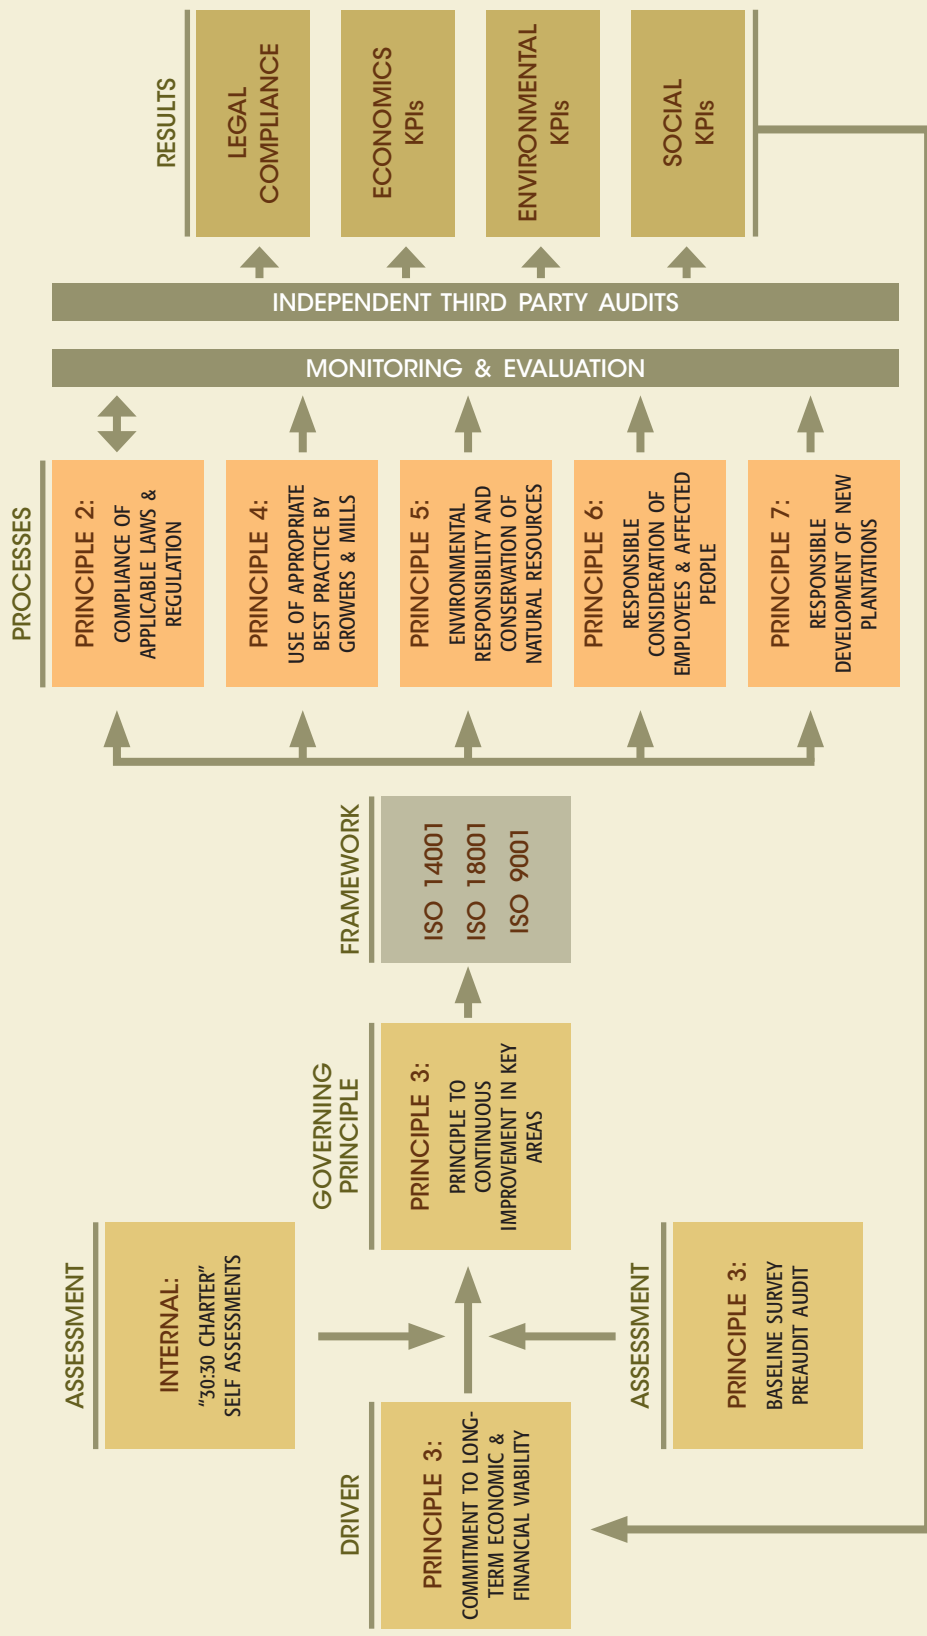 ASSESSMENT
INTERNAL:
"30:30 CHARTER"
SELF ASSESSMENTS
DRIVER
PRINCIPLE 3:
COMMITMENT TO LONG-
TERM ECONOMIC &
FINANCIAL VIABILITY
ASSESSMENT
PRINCIPLE 3:
BASELINE SURVEY
PREAUDIT AUDIT
GOVERNING
PRINCIPLE
PRINCIPLE 3:
PRINCIPLE TO
CONTINUOUS
IMPROVEMENT IN KEY
AREAS
FRAMEWORK
ISO 14001
ISO 18001
ISO 9001
PROCESSES
PRINCIPLE 2:
COMPLIANCE OF
APPLICABLE LAWS &
REGULATION
PRINCIPLE 4:
USE OF APPROPRIATE
BEST PRACTICE BY
GROWERS & MILLS
PRINCIPLE 5:
ENVIRONMENTAL
RESPONSIBILITY AND
CONSERVATION OF
NATURAL RESOURCES
PRINCIPLE 6:
RESPONSIBLE
CONSIDERATION OF
EMPLOYEES & AFFECTED
PEOPLE
PRINCIPLE 7:
RESPONSIBLE
DEVELOPMENT OF NEW
PLANTATIONS
MONITORING & EVALUATION
INDEPENDENT THIRD PARTY AUDITS
RESULTS
LEGAL
COMPLIANCE
ECONOMICS
KPIs
ENVIRONMENTAL
KPIs
SOCIAL
KPIs